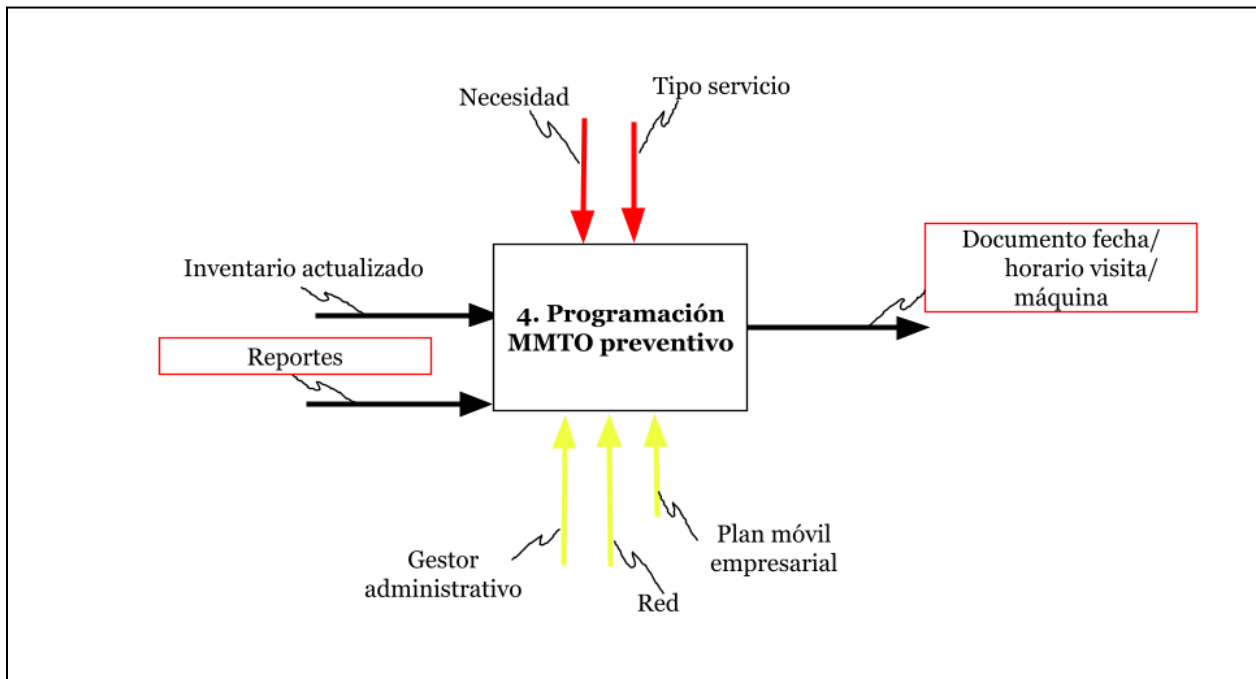 Necesidad
Tipo servicio
Inventario actualizado
Reportes
4. Programación
MMTO preventivo
Documento fecha/
horario visita/
máquina
Gestor
administrativo
Red
Plan móvil
empresarial